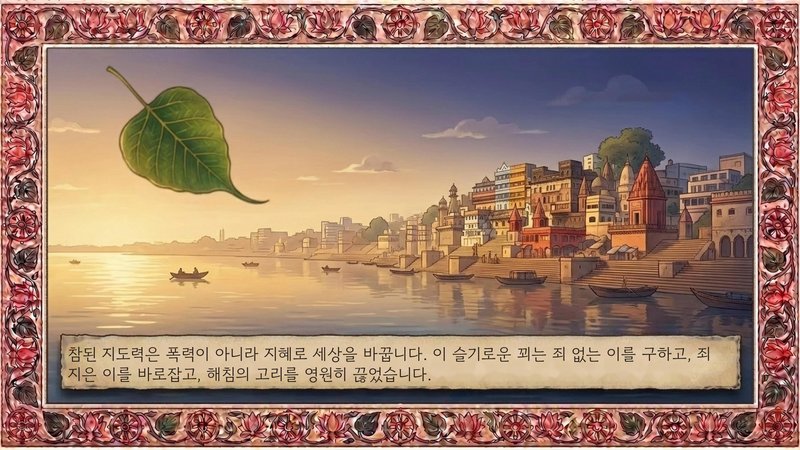 참된 지도력은 폭력이 아니라 지혜로 세상을 바꿉니다. 이 슬기로운 꾀는 죄 없는 이를 구하고, 죄
지은 이를 바로잡고, 해침의 고리를 영원히 끊었습니다.